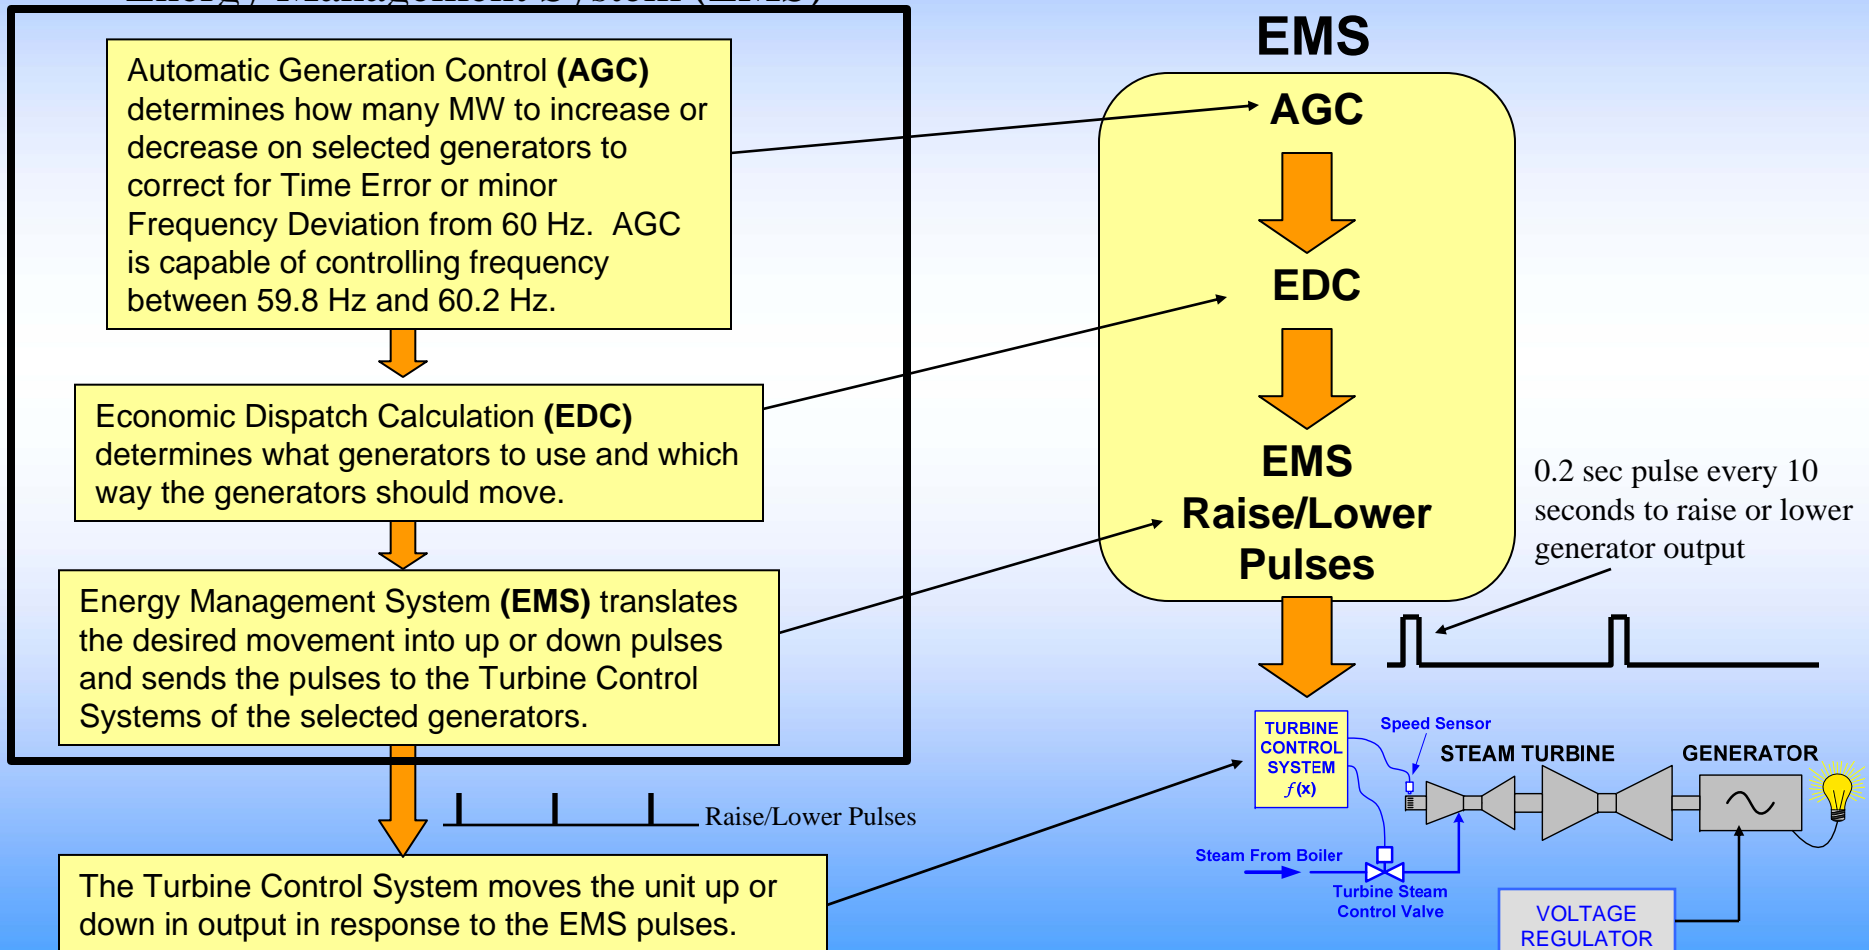 Energy Management System (EMS)
Automatic Generation Control (AGC)
determines how many MW to increase or
decrease on selected generators to
correct for Time Error or minor
Frequency Deviation from 60 Hz. AGC
is capable of controlling frequency
between 59.8 Hz and 60.2 Hz.
Economic Dispatch Calculation (EDC)
determines what generators to use and which
way the generators should move.
Energy Management System (EMS) translates
the desired movement into up or down pulses
and sends the pulses to the Turbine Control
Systems of the selected generators.
Raise/Lower Pulses
The Turbine Control System moves the unit up or
down in output in response to the EMS pulses.
EMS
AGC
EDC
EMS
Raise/Lower
Pulses
0.2 sec pulse every 10
seconds to raise or lower
generator output
TURBINE
CONTROL
SYSTEM
f(x)
Speed Sensor
STEAM TURBINE
GENERATOR
Steam From Boiler
Turbine Steam
Control Valve
VOLTAGE
REGULATOR